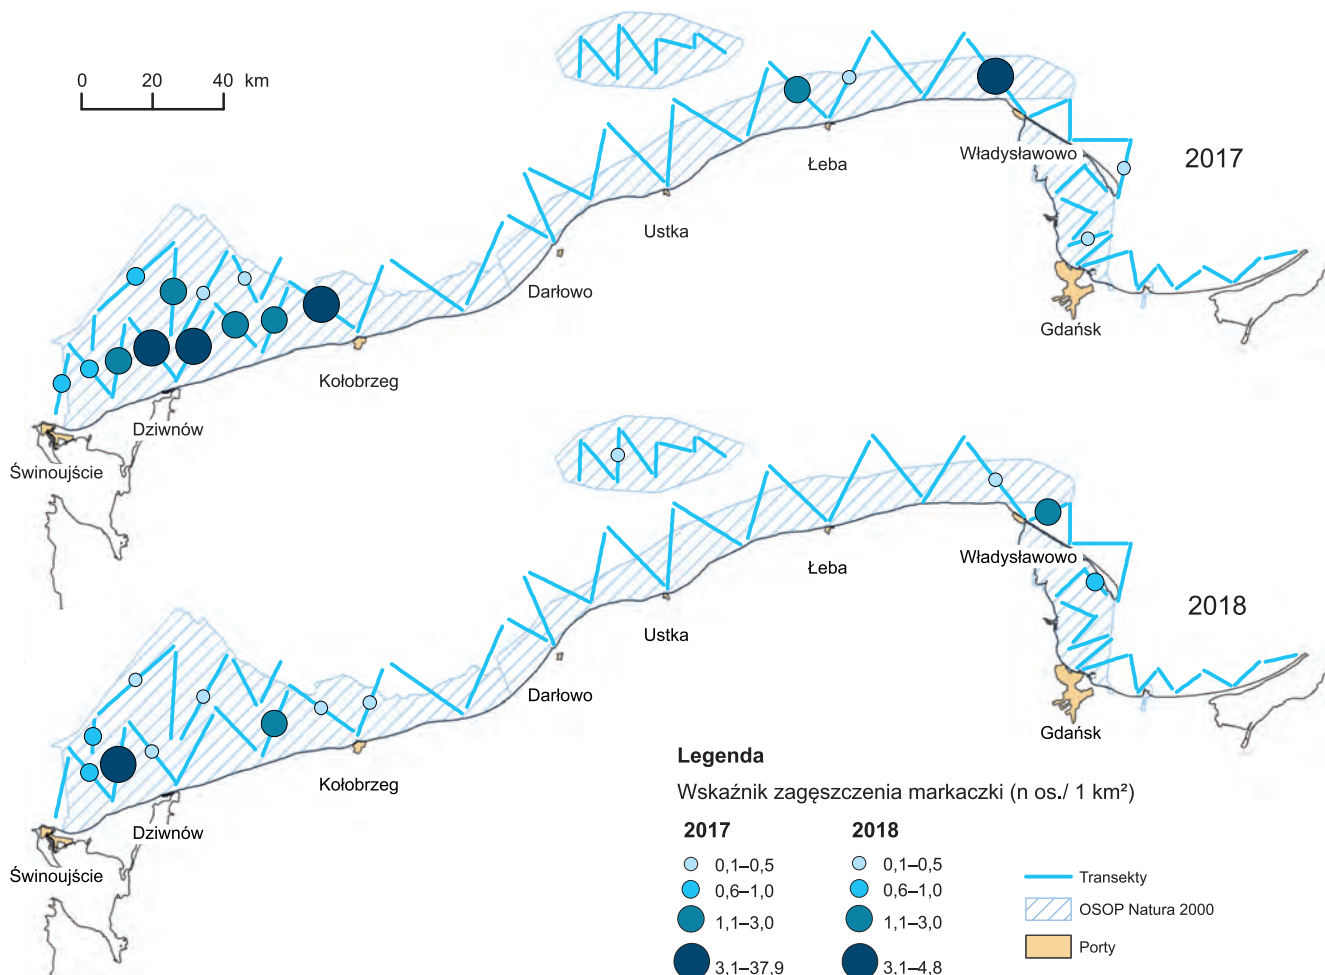 0 20 40 km
Łeba
Władysławowo
2017
Ustka
Darłowo
Gdańsk
Kołobrzeg
Dziwnów
Świnoujście
Łeba
Władysławowo
2018
Ustka
Darłowo
Gdańsk
Kołobrzeg
Dziwnów
Świnoujście
Legenda
Wskaźnik zagęszczenia markaczki (n os./ 1 km²)
2017 2018
0,1–0,5 0,1–0,5
0,6–1,0 0,6–1,0
1,1–3,0 1,1–3,0
3,1–37,9 3,1–4,8
Transekty
OSOP Natura 2000
Porty